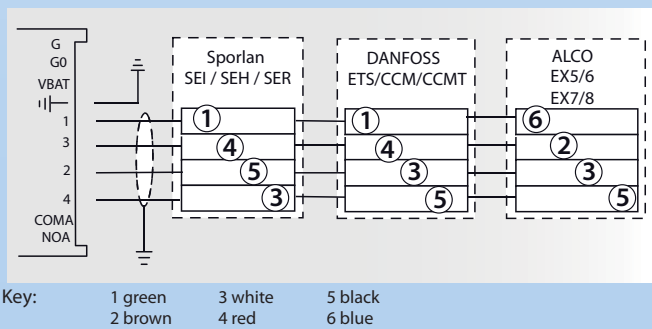 G
G0
VBAT
1
3
2
4
COMA
NOA
Sporlan
SEI / SEH / SER
1
4
5
3
DANFOSS
ETS/CCM/CCMT
1
4
3
5
ALCO
EX5/6
EX7/8
6
2
3
5
Key: 1 green 3 white 5 black
2 brown 4 red 6 blue